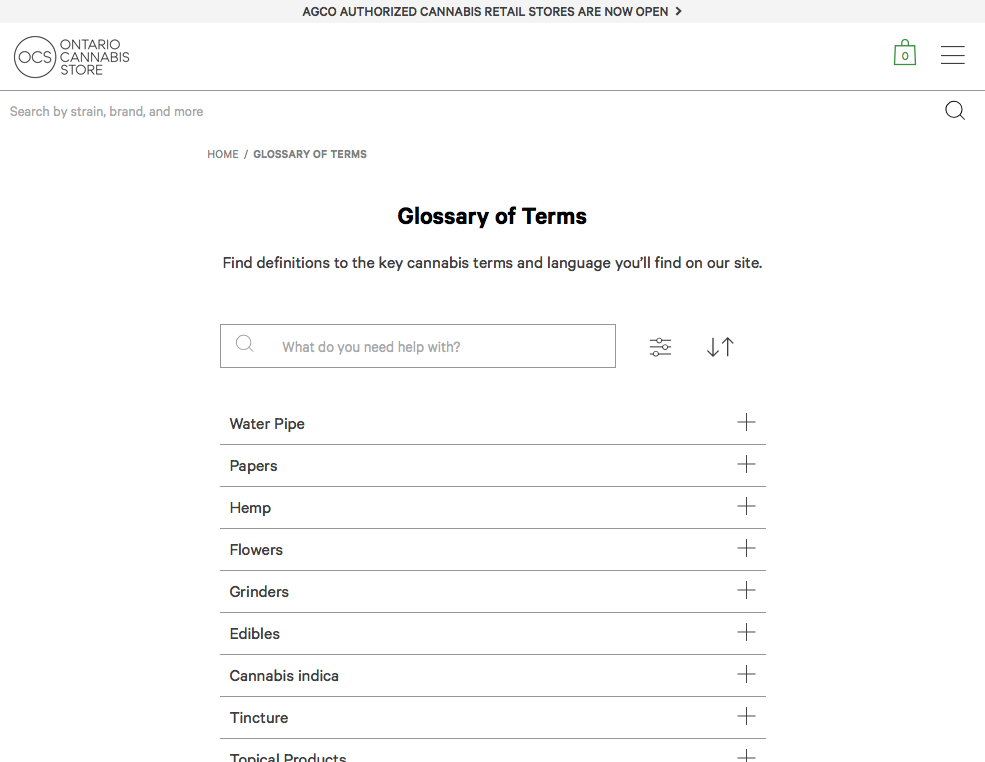 AGCO AUTHORIZED CANNABIS RETAIL STORES ARE NOW OPEN
OCS
ONTARIO
CANNABIS
STORE
0
Search by strain, brand, and more
HOME / GLOSSARY OF TERMS
Glossary of Terms
Find definitions to the key cannabis terms and language you’ll find on our site.
What do you need help with?
Water Pipe
Papers
Hemp
Flowers
Grinders
Edibles
Cannabis indica
Tincture
Topical Products